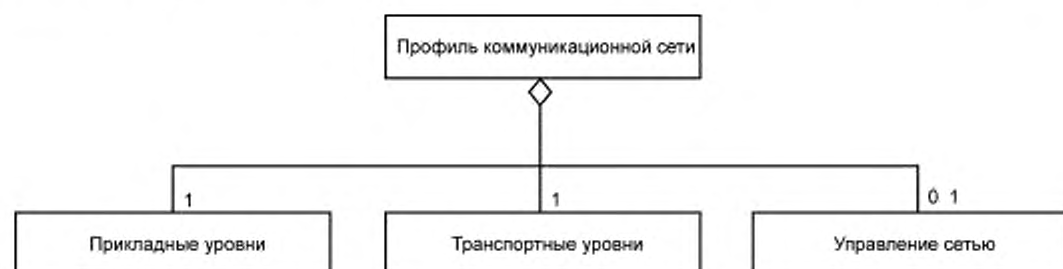 Профиль коммуникационной сети
1
1
0 1
Прикладные уровни
Транспортные уровни
Управление сетью